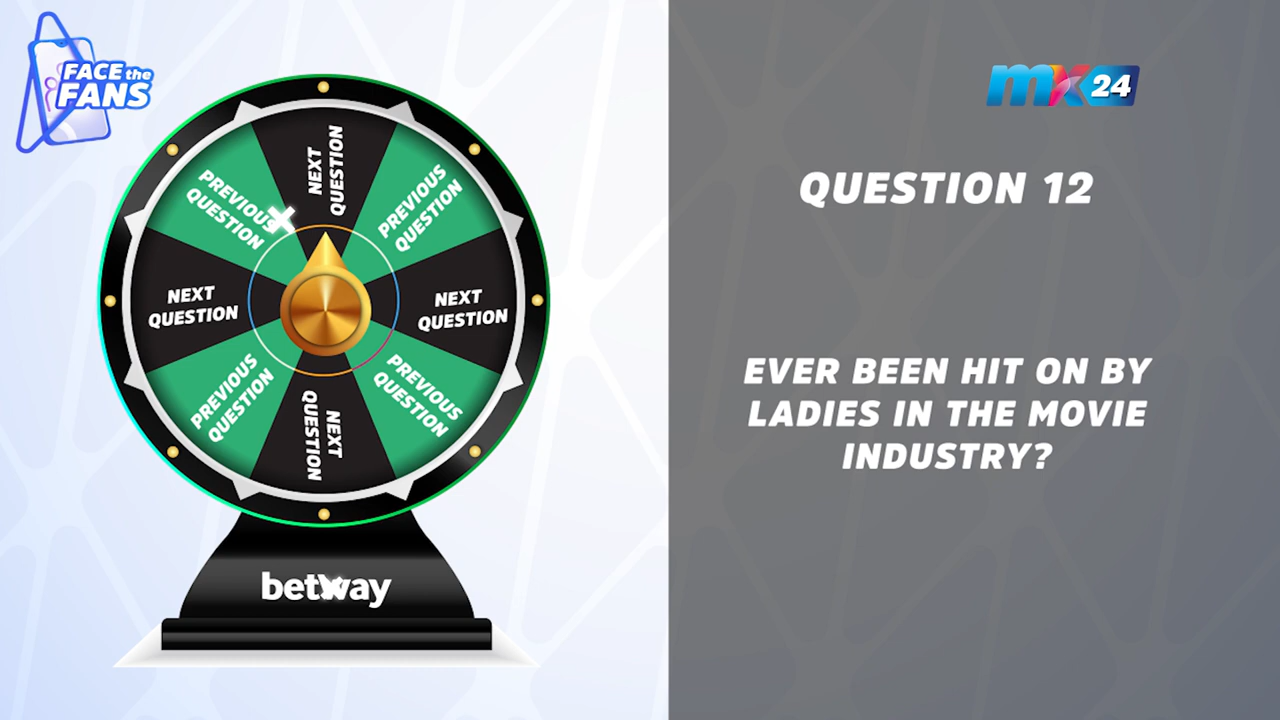 FACE the
FANS
mx24
QUESTION 12
EVER BEEN HIT ON BY
LADIES IN THE MOVIE
INDUSTRY?
NEXT
QUESTION
PREVIOUS
QUESTION
NEXT
QUESTION
PREVIOUS
QUESTION
NEXT
QUESTION
PREVIOUS
QUESTION
NEXT
QUESTION
PREVIOUS
QUESTION
betway